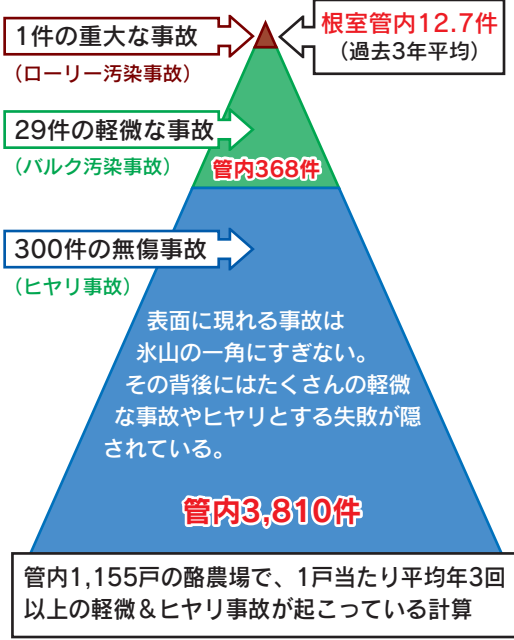 1件の重大な事故
（ローリー汚染事故）
根室管内12.7件
（過去3年平均）
29件の軽微な事故
（バルク汚染事故）
管内368件
300件の無傷事故
（ヒヤリ事故）
表面に現れる事故は
氷山の一角にすぎない。
その背後にはたくさんの軽微
な事故やヒヤリとする失敗が隠
されている。
管内3,810件
管内1,155戸の酪農場で、1戸当たり平均年3回
以上の軽微＆ヒヤリ事故が起こっている計算